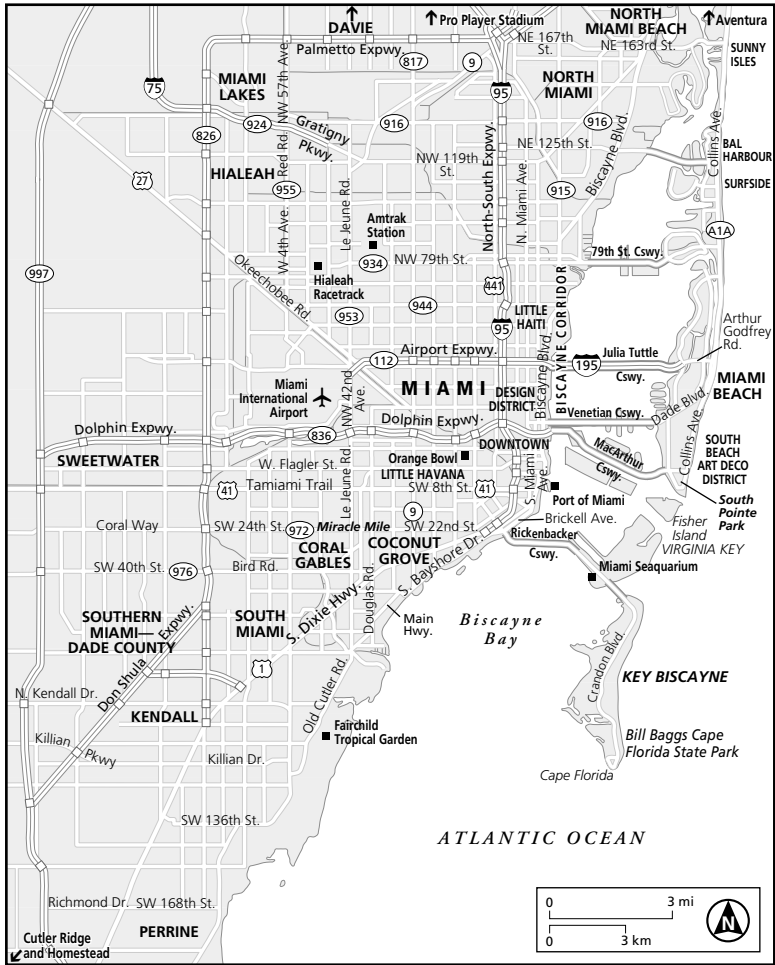 DAVIE
Pro Player Stadium
NORTH
MIAMI BEACH
Aventura
NE 167th
St.
NE 163rd St.
SUNNY
ISLES
Palmetto Expwy.
817
9
75
MIAMI
LAKES
NW 57th Ave.
Red Rd.
NORTH
MIAMI
95
924
Gratigny
Pkwy.
916
916
826
NE 125th St.
Biscayne Blvd.
Collins Ave.
BAL
HARBOUR
NW 119th
St.
HIALEAH
27
955
Le Jeune Rd.
North-South Expwy.
N. Miami Ave.
915
SURFSIDE
W 4th Ave.
Amtrak
Station
A1A
934
NW 79th St.
79th St. Cswy.
997
Okeechobee Rd.
Hialeah
Racetrack
441
953
944
LITTLE
HAITI
BISCAYNE CORRIDOR
Arthur
Godfrey
Rd.
95
112
Airport Expwy.
Biscayne Blvd.
195
Julia Tuttle
Cswy.
Miami
International
Airport
NW 42nd
Ave.
MIAMI
DESIGN
DISTRICT
MIAMI
BEACH
Dade Blvd.
Venetian Cswy.
Dolphin Expwy.
836
Dolphin Expwy.
DOWNTOWN
MacArthur
Cswy.
Collins Ave.
SOUTH
BEACH
ART DECO
DISTRICT
SWEETWATER
W. Flagler St.
Orange Bowl
LITTLE HAVANA
Le Jeune Rd.
41
Tamiami Trail
SW 8th St.
41
S. Miami
Ave.
Port of Miami
South
Pointe
Park
Coral Way
SW 24th St.
972
Miracle Mile
9
SW 22nd St.
Brickell Ave.
Fisher
Island
VIRGINIA KEY
CORAL
GABLES
COCONUT
GROVE
Rickenbacker
Cswy.
SW 40th St.
976
Bird Rd.
S. Bayshore Dr.
Miami Seaquarium
SOUTHERN
MIAMI—
DADE COUNTY
SOUTH
MIAMI
S. Dixie Hwy.
Douglas Rd.
Main
Hwy.
Biscayne
Bay
Don Shula Expwy.
1
Crandon Blvd.
KEY BISCAYNE
N. Kendall Dr.
Old Cutler Rd.
KENDALL
Fairchild
Tropical Garden
Bill Baggs Cape
Florida State Park
Killian
Pkwy
Killian Dr.
Cape Florida
SW 136th St.
ATLANTIC OCEAN
Richmond Dr.
SW 168th St.
PERRINE
0
3 mi
0
3 km
N
Cutler Ridge
and Homestead